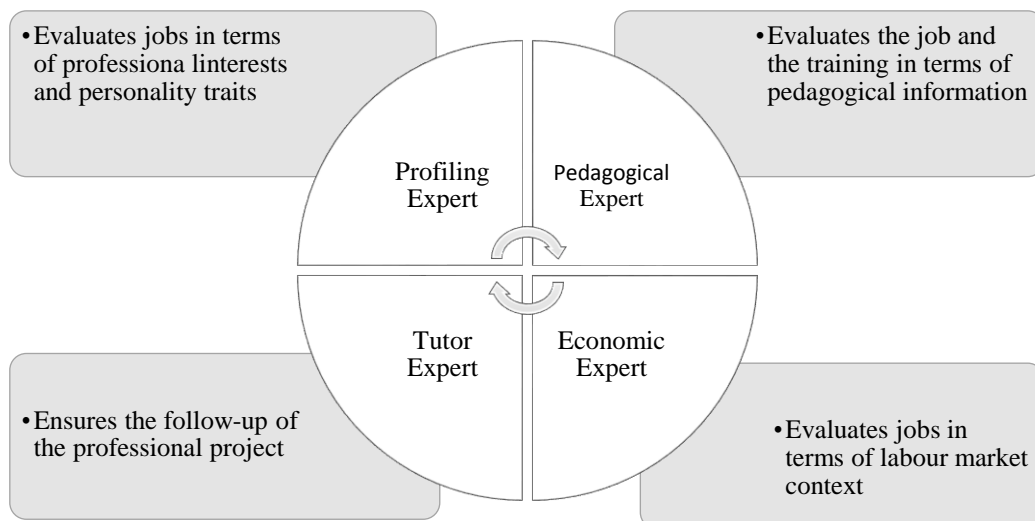 •Evaluates jobs in terms
of professiona linterests
and personality traits
•Evaluates the job and
the training in terms of
pedagogical information
Profiling
Expert
Pedagogical
Expert
Tutor
Expert
Economic
Expert
•Ensures the follow-up of
the professional project
•Evaluates jobs in
terms of labour market
context